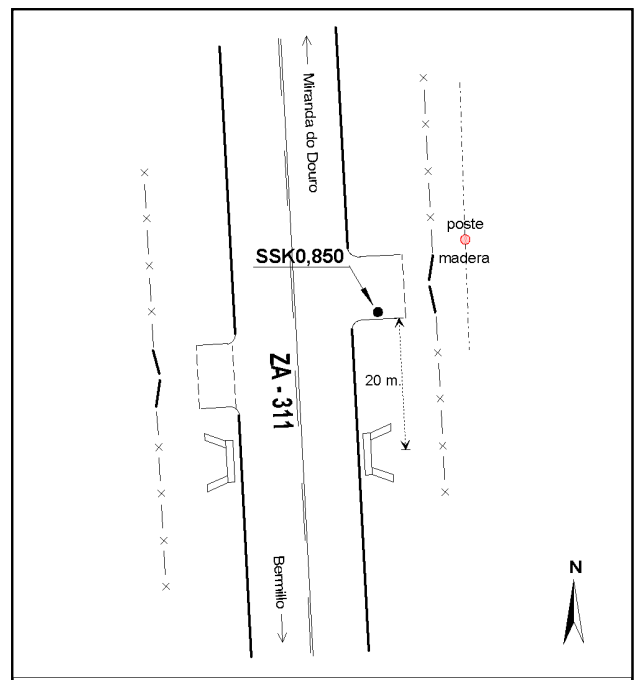 Miranda do Douro
poste
madera
SSK0,850
ZA - 311
20 m.
Bermillo
N